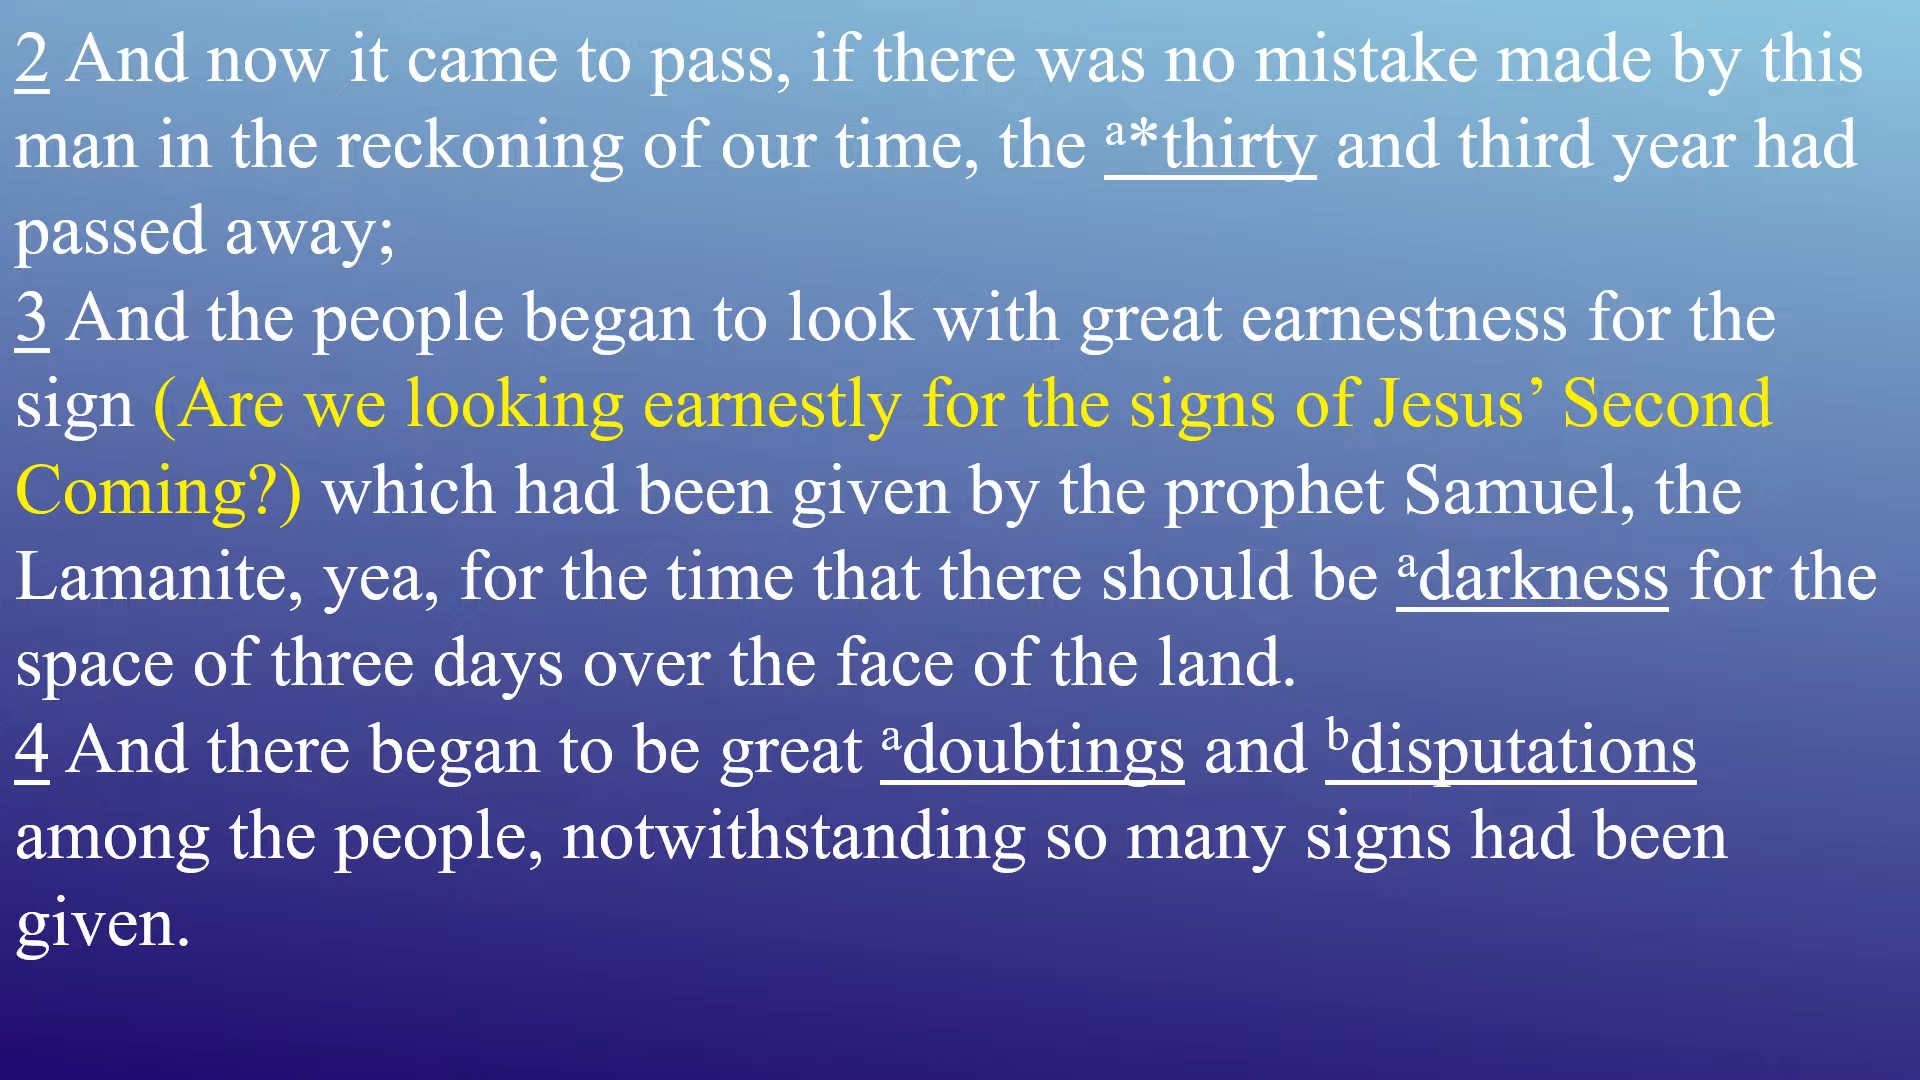 2 And now it came to pass, if there was no mistake made by this
man in the reckoning of our time, the a*thirty and third year had
passed away;
3 And the people began to look with great earnestness for the
sign (Are we looking earnestly for the signs of Jesus’ Second
Coming?) which had been given by the prophet Samuel, the
Lamanite, yea, for the time that there should be adarkness for the
space of three days over the face of the land.
4 And there began to be great adoubtings and bdisputations
among the people, notwithstanding so many signs had been
given.